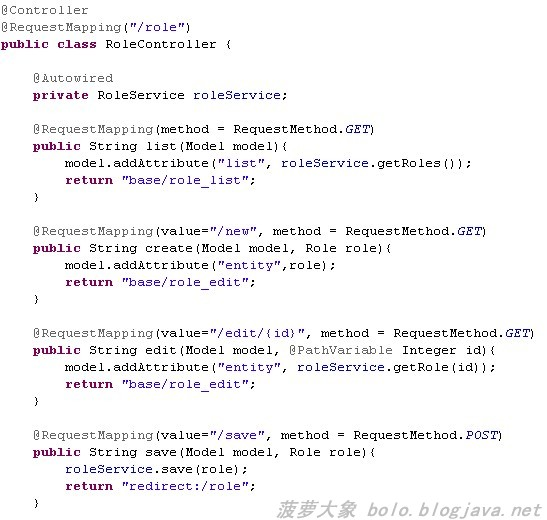 @Controller
@RequestMapping("/role")
public class RoleController {
@Autowired
private RoleService roleService;
@RequestMapping(method = RequestMethod.GET)
public String list(Model model){
model.addAttribute("list", roleService.getRoles());
return "base/role_list";
}
@RequestMapping(value="/new", method = RequestMethod.GET)
public String create(Model model, Role role){
model.addAttribute("entity",role);
return "base/role_edit";
}
@RequestMapping(value="/edit/{id}", method = RequestMethod.GET)
public String edit(Model model, @PathVariable Integer id){
model.addAttribute("entity", roleService.getRole(id));
return "base/role_edit";
}
@RequestMapping(value="/save", method = RequestMethod.POST)
public String save(Model model, Role role){
roleService.save(role);
return "redirect:/role";
}
菠萝大象 bolo.blogjava.net